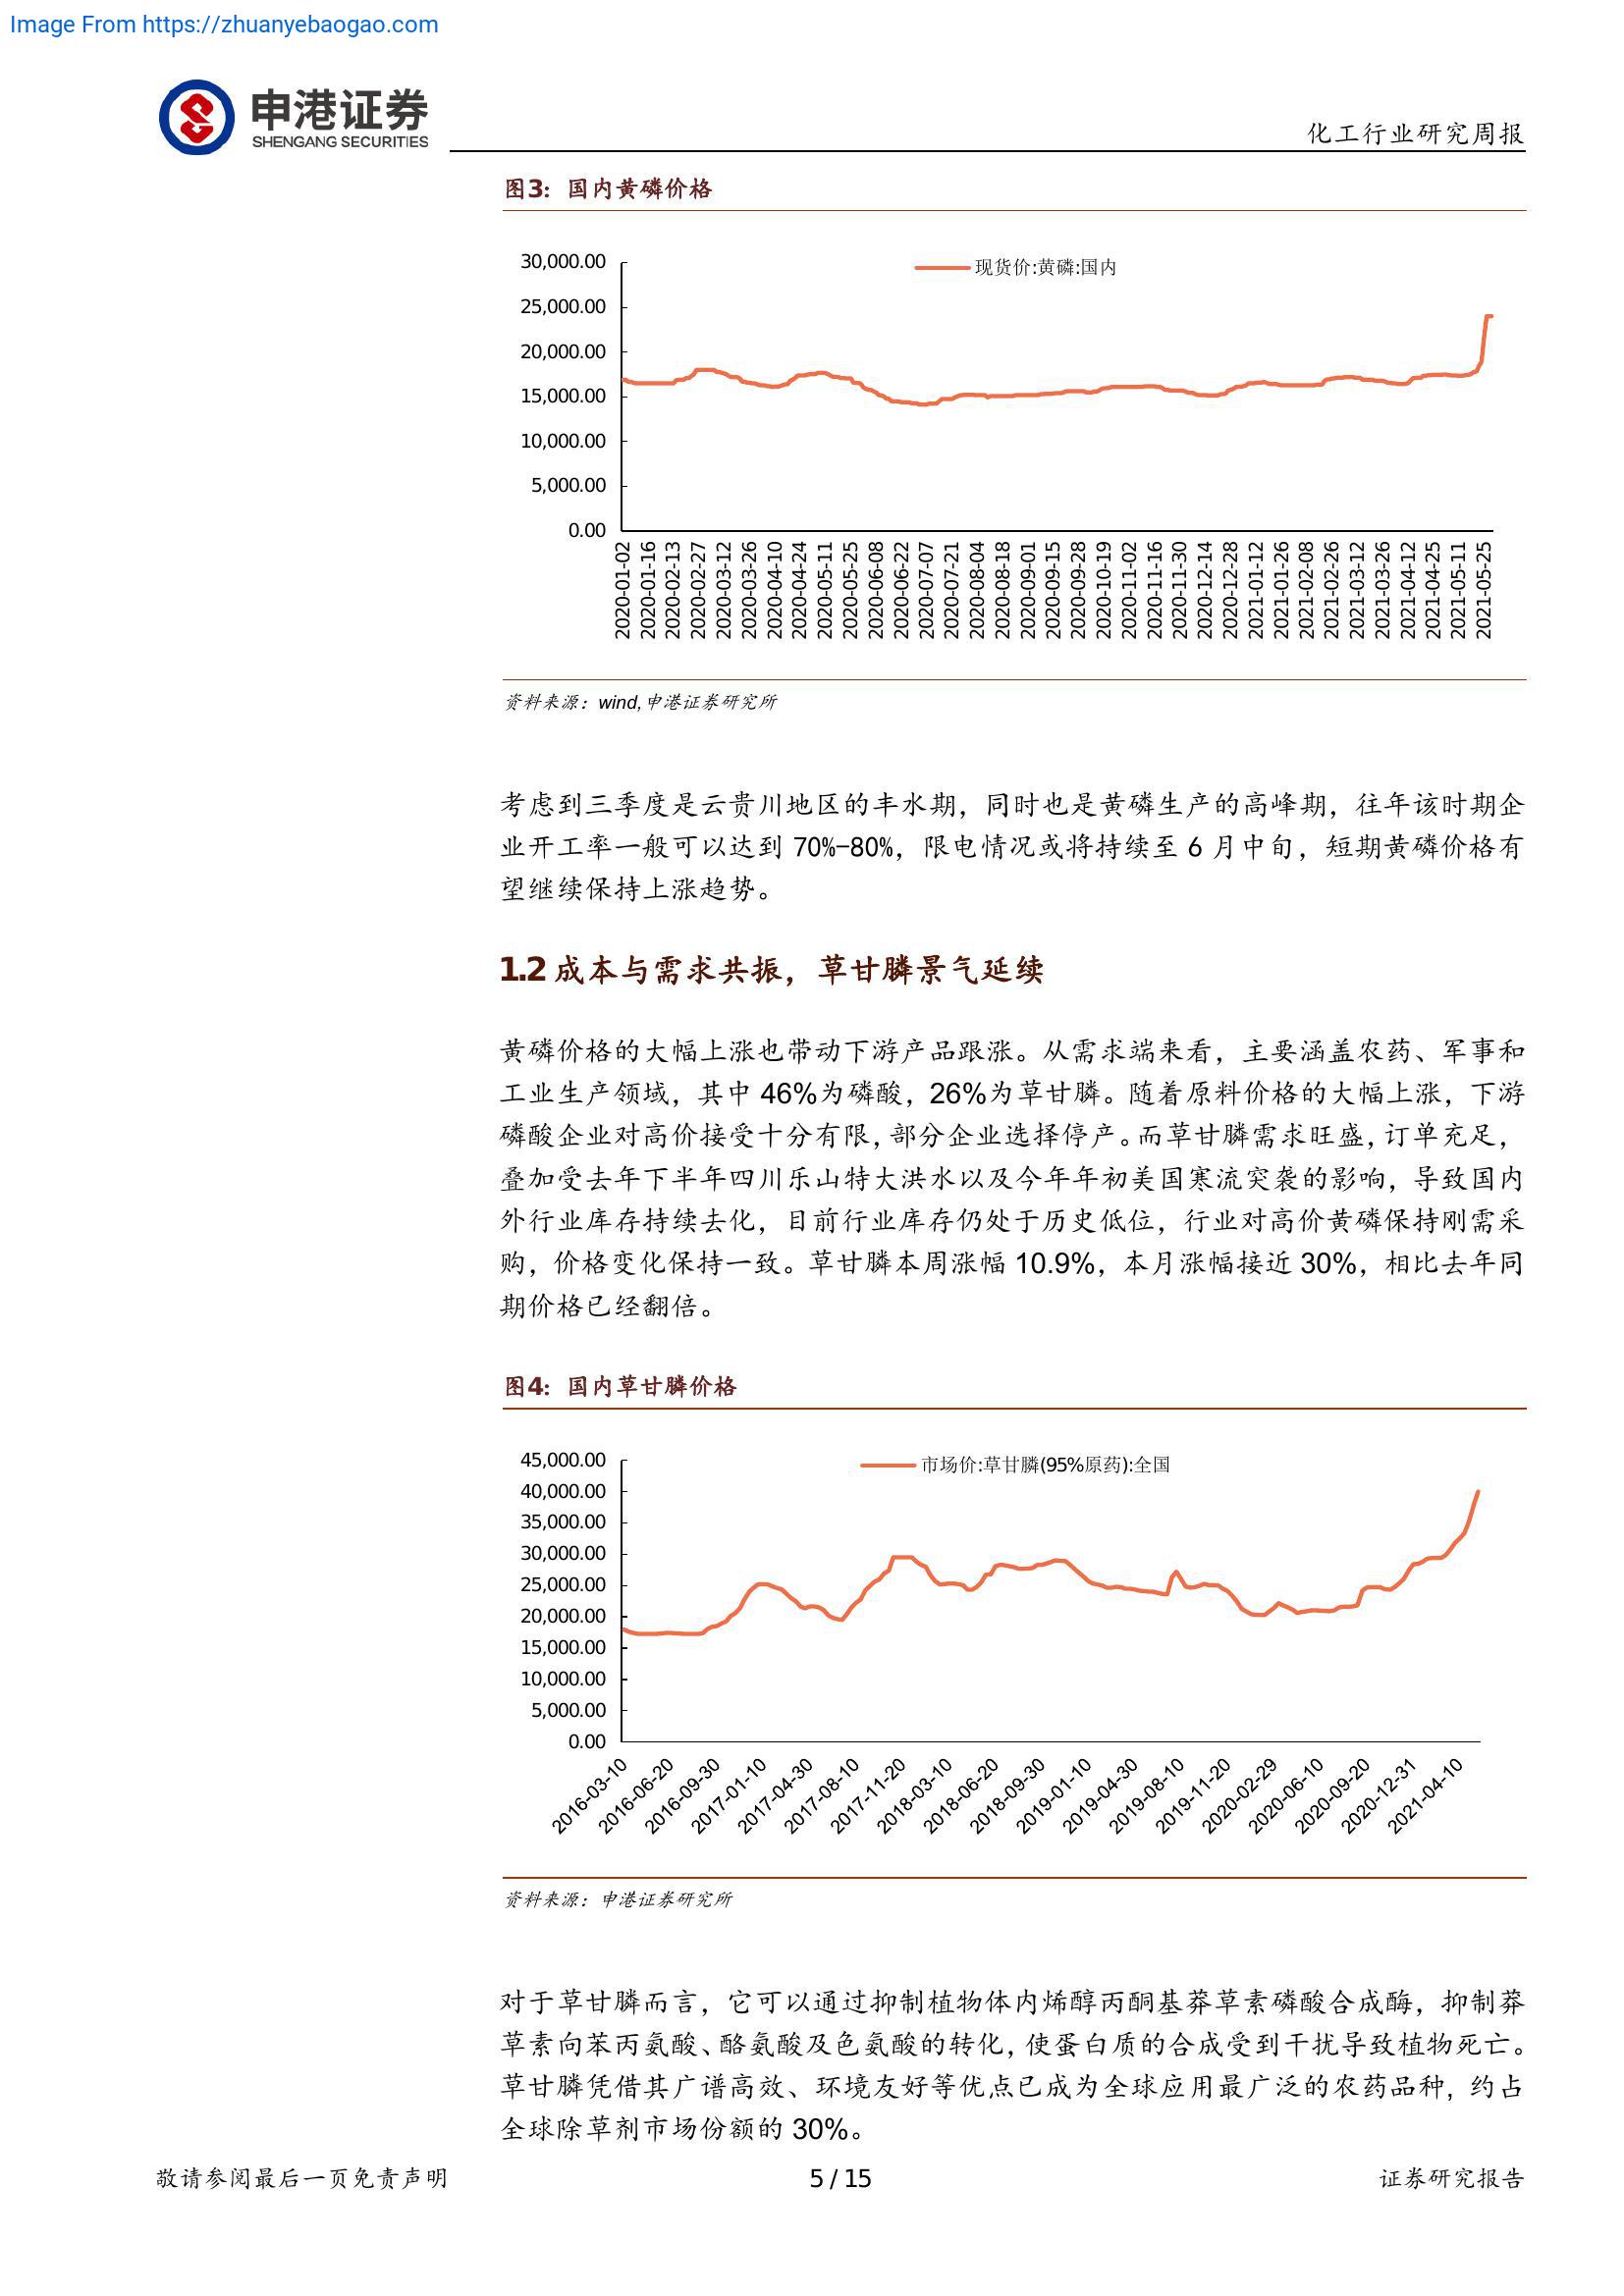 Image From https://zhuanyebaogao.com
申港证券
SHENGANG SECURITIES
化工行业研究周报
图3：国内黄磷价格
现货价:黄磷:国内
30,000.00
25,000.00
20,000.00
15,000.00
10,000.00
5,000.00
0.00
2020-01-02
2020-01-16
2020-02-13
2020-02-27
2020-03-12
2020-03-26
2020-04-10
2020-04-24
2020-05-11
2020-05-25
2020-06-08
2020-06-22
2020-07-07
2020-07-21
2020-08-04
2020-08-18
2020-09-01
2020-09-15
2020-09-28
2020-10-19
2020-11-02
2020-11-16
2020-11-30
2020-12-14
2020-12-28
2021-01-12
2021-01-26
2021-02-08
2021-02-26
2021-03-12
2021-03-26
2021-04-12
2021-04-25
2021-05-11
2021-05-25
资料来源：wind,申港证券研究所
考虑到三季度是云贵川地区的丰水期，同时也是黄磷生产的高峰期，往年该时期企
业开工率一般可以达到 70%-80%，限电情况或将持续至 6 月中旬，短期黄磷价格有
望继续保持上涨趋势。
1.2 成本与需求共振，草甘膦景气延续
黄磷价格的大幅上涨也带动下游产品跟涨。从需求端来看，主要涵盖农药、军事和
工业生产领域，其中 46%为磷酸，26%为草甘膦。随着原料价格的大幅上涨，下游
磷酸企业对高价接受十分有限，部分企业选择停产。而草甘膦需求旺盛，订单充足，
叠加受去年下半年四川乐山特大洪水以及今年年初美国寒流突袭的影响，导致国内
外行业库存持续去化，目前行业库存仍处于历史低位，行业对高价黄磷保持刚需采
购，价格变化保持一致。草甘膦本周涨幅 10.9%，本月涨幅接近 30%，相比去年同
期价格已经翻倍。
图4：国内草甘膦价格
市场价:草甘膦(95%原药):全国
45,000.00
40,000.00
35,000.00
30,000.00
25,000.00
20,000.00
15,000.00
10,000.00
5,000.00
0.00
2016-03-10
2016-06-20
2016-09-30
2017-01-10
2017-04-30
2017-08-10
2017-11-20
2018-03-10
2018-06-20
2018-09-30
2019-01-10
2019-04-30
2019-08-10
2019-11-20
2020-02-29
2020-06-10
2020-09-20
2020-12-31
2021-04-10
资料来源：申港证券研究所
对于草甘膦而言，它可以通过抑制植物体内烯醇丙酮基莽草素磷酸合成酶，抑制莽
草素向苯丙氨酸、酪氨酸及色氨酸的转化，使蛋白质的合成受到干扰导致植物死亡。
草甘膦凭借其广谱高效、环境友好等优点已成为全球应用最广泛的农药品种，约占
全球除草剂市场份额的 30%。
敬请参阅最后一页免责声明
5 / 15
证券研究报告